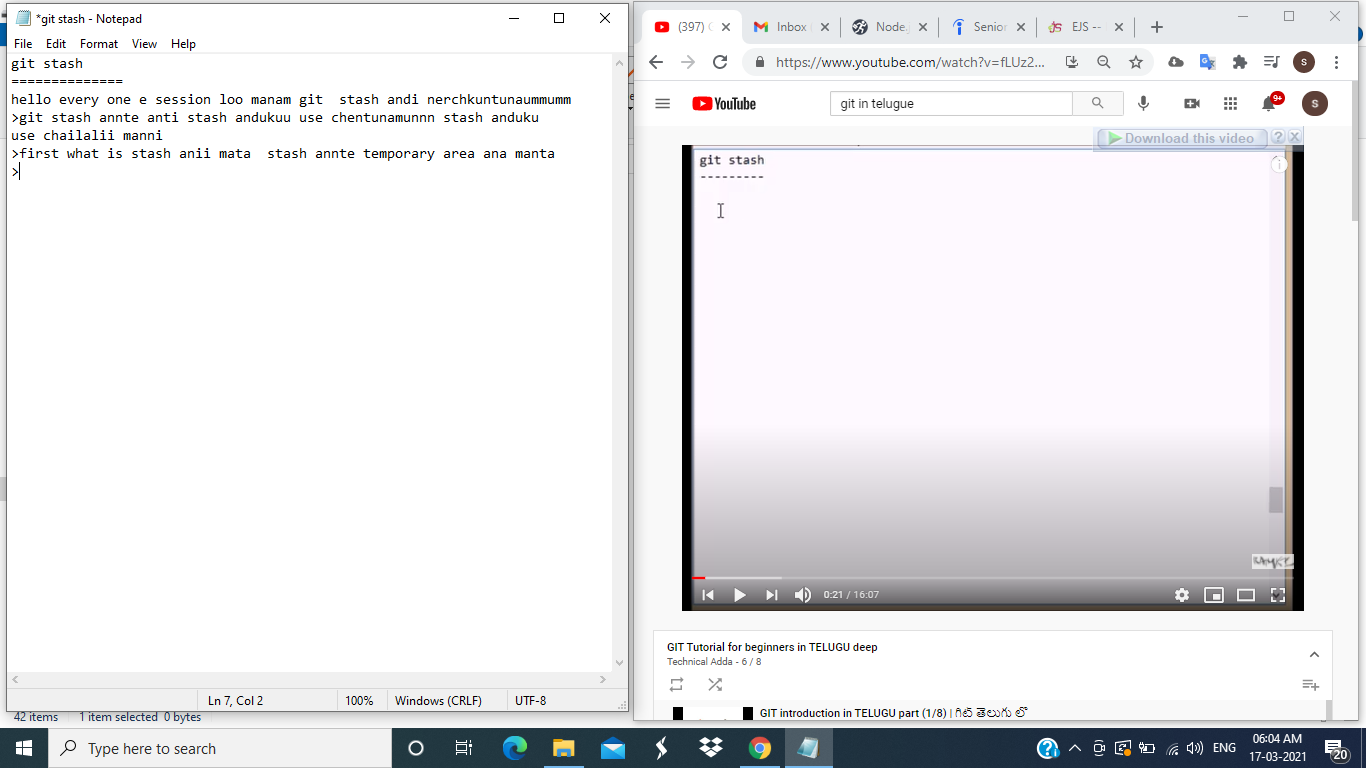 *git stash - Notepad
File Edit Format View Help
git stash
==============
hello every one e session loo manam git  stash andi nerchkuntunaummumm
>git stash annte anti stash andukuu use chentunamunnn stash anduku
use chailalii manni
>first what is stash anii mata  stash annte temporary area ana manta
>
Ln 7, Col 2 100% Windows (CRLF) UTF-8
42 items 1 item selected 0 bytes
(397) Inbox Node. Senior EJS --
https://www.youtube.com/watch?v=fLUz2...
S
YouTube
git in telugue
9+
S
Download this video ?
git stash
---------
0:21 / 16:07
GIT Tutorial for beginners in TELUGU deep
Technical Adda - 6 / 8
GIT introduction in TELUGU part (1/8) | గిట్ తెలుగు లో
Type here to search
ENG
06:04 AM
17-03-2021
20